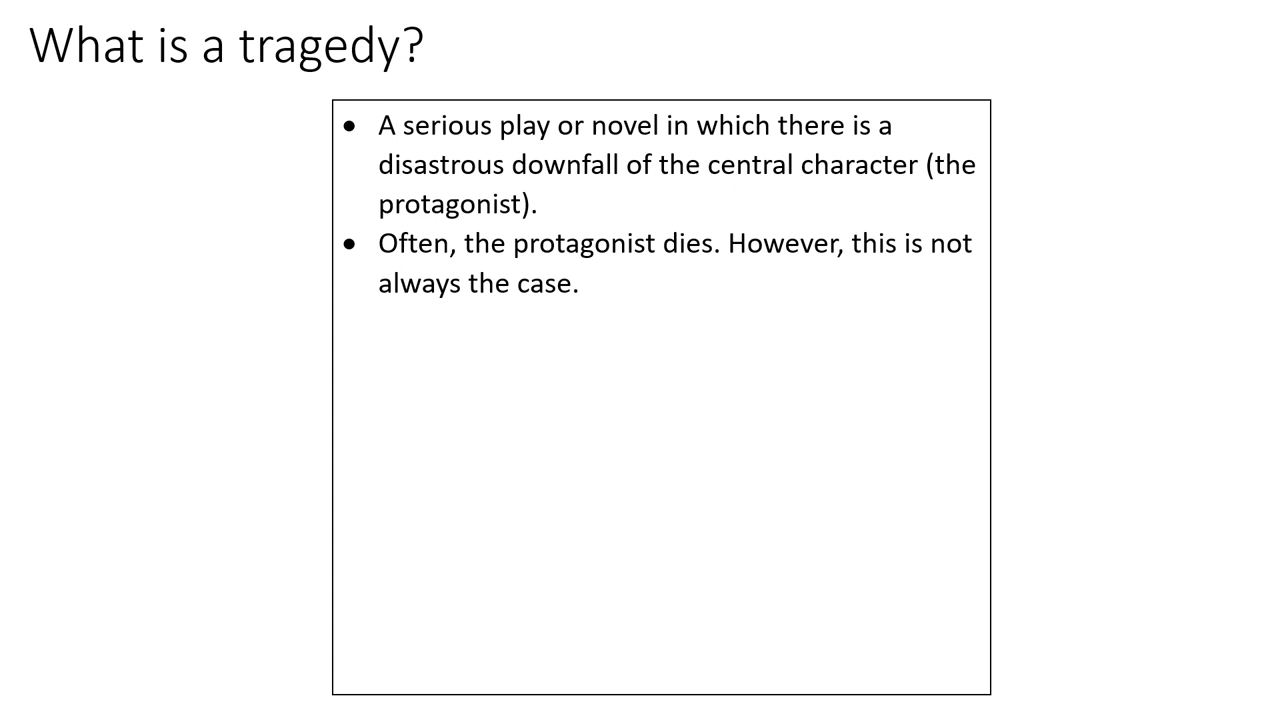 What is a tragedy?
• A serious play or novel in which there is a
disastrous downfall of the central character (the
protagonist).
• Often, the protagonist dies. However, this is not
always the case.